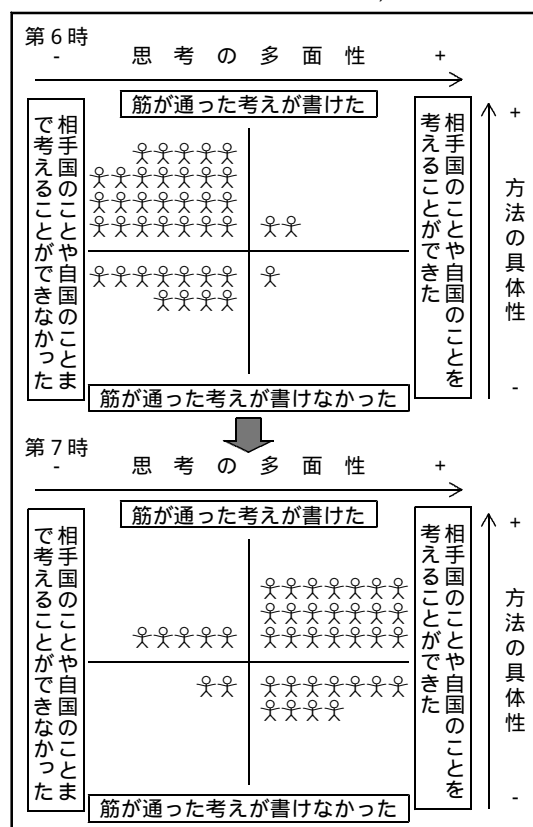 第６時
思考の多面性
-
+
筋が通った考えが書けた
相手国のことや自国のことま
で考えることができなかった
相手国のことや自国のことを
考えることができた
+
方法の具体性
-
筋が通った考えが書けなかった
第７時
思考の多面性
-
+
筋が通った考えが書けた
相手国のことや自国のことま
で考えることができなかった
相手国のことや自国のことを
考えることができた
+
方法の具体性
-
筋が通った考えが書けなかった